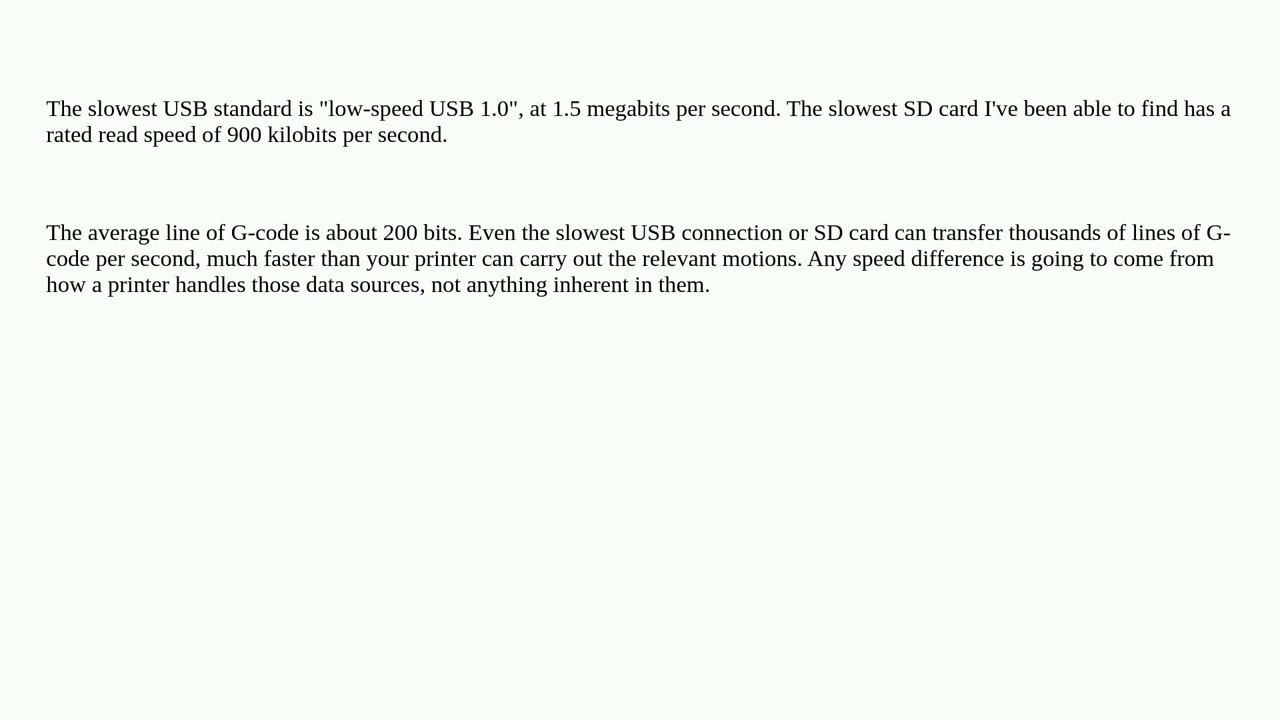 The slowest USB standard is "low-speed USB 1.0", at 1.5 megabits per second. The slowest SD card I've been able to find has a
rated read speed of 900 kilobits per second.
The average line of G-code is about 200 bits. Even the slowest USB connection or SD card can transfer thousands of lines of G-
code per second, much faster than your printer can carry out the relevant motions. Any speed difference is going to come from
how a printer handles those data sources, not anything inherent in them.